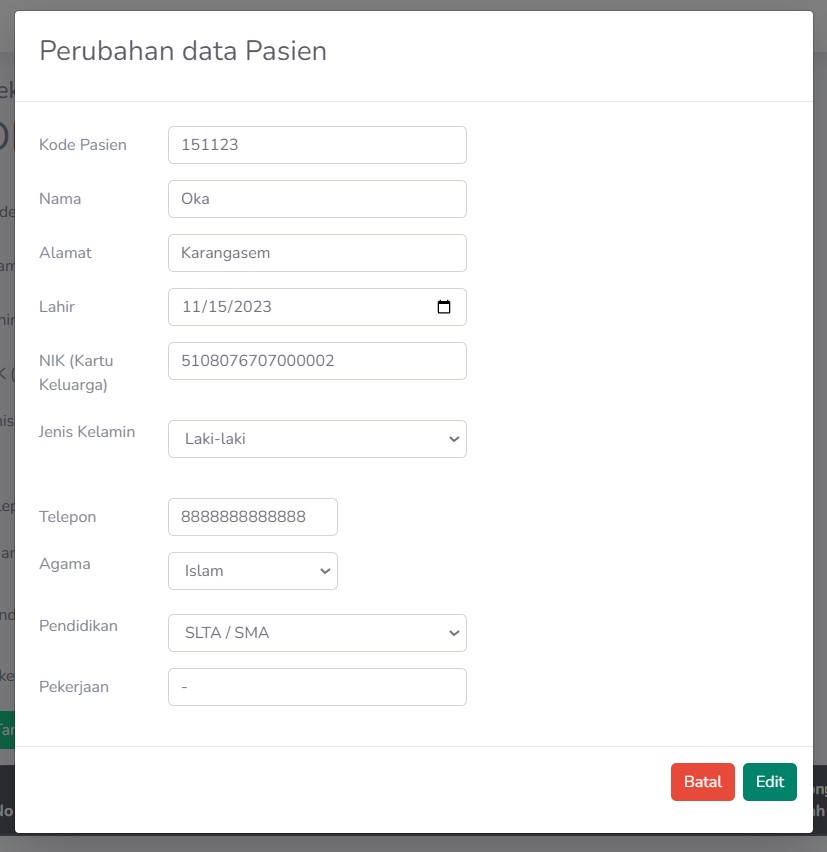 Perubahan data Pasien
Kode Pasien 151123
Nama Oka
Alamat Karangasem
Lahir 11/15/2023
NIK (Kartu Keluarga) 5108076707000002
Jenis Kelamin Laki-laki
Telepon 8888888888888
Agama Islam
Pendidikan SLTA / SMA
Pekerjaan -
Batal Edit